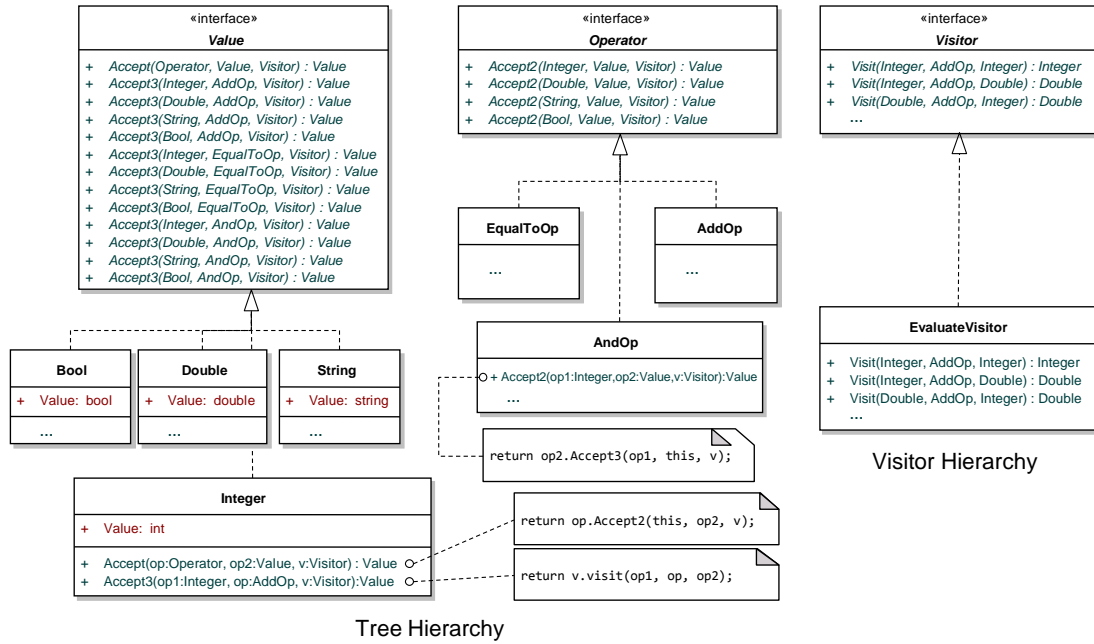 «interface»
Value
+ Accept(Operator, Value, Visitor) : Value
+ Accept3(Integer, AddOp, Visitor) : Value
+ Accept3(Double, AddOp, Visitor) : Value
+ Accept3(String, AddOp, Visitor) : Value
+ Accept3(Bool, AddOp, Visitor) : Value
+ Accept3(Integer, EqualToOp, Visitor) : Value
+ Accept3(Double, EqualToOp, Visitor) : Value
+ Accept3(String, EqualToOp, Visitor) : Value
+ Accept3(Bool, EqualToOp, Visitor) : Value
+ Accept3(Integer, AndOp, Visitor) : Value
+ Accept3(Double, AndOp, Visitor) : Value
+ Accept3(String, AndOp, Visitor) : Value
+ Accept3(Bool, AndOp, Visitor) : Value
«interface»
Operator
+ Accept2(Integer, Value, Visitor) : Value
+ Accept2(Double, Value, Visitor) : Value
+ Accept2(String, Value, Visitor) : Value
+ Accept2(Bool, Value, Visitor) : Value
«interface»
Visitor
+ Visit(Integer, AddOp, Integer) : Integer
+ Visit(Integer, AddOp, Double) : Double
+ Visit(Double, AddOp, Integer) : Double
...
EqualToOp
...
AddOp
...
AndOp
+ Accept2(op1:Integer,op2:Value,v:Visitor):Value
...
EvaluateVisitor
+ Visit(Integer, AddOp, Integer) : Integer
+ Visit(Integer, AddOp, Double) : Double
+ Visit(Double, AddOp, Integer) : Double
...
Bool
+ Value: bool
...
Double
+ Value: double
...
String
+ Value: string
...
return op2.Accept3(op1, this, v);
Visitor Hierarchy
Integer
+ Value: int
+ Accept(op:Operator, op2:Value, v:Visitor) : Value
+ Accept3(op1:Integer, op:AddOp, v:Visitor):Value
return op.Accept2(this, op2, v);
return v.visit(op1, op, op2);
Tree Hierarchy